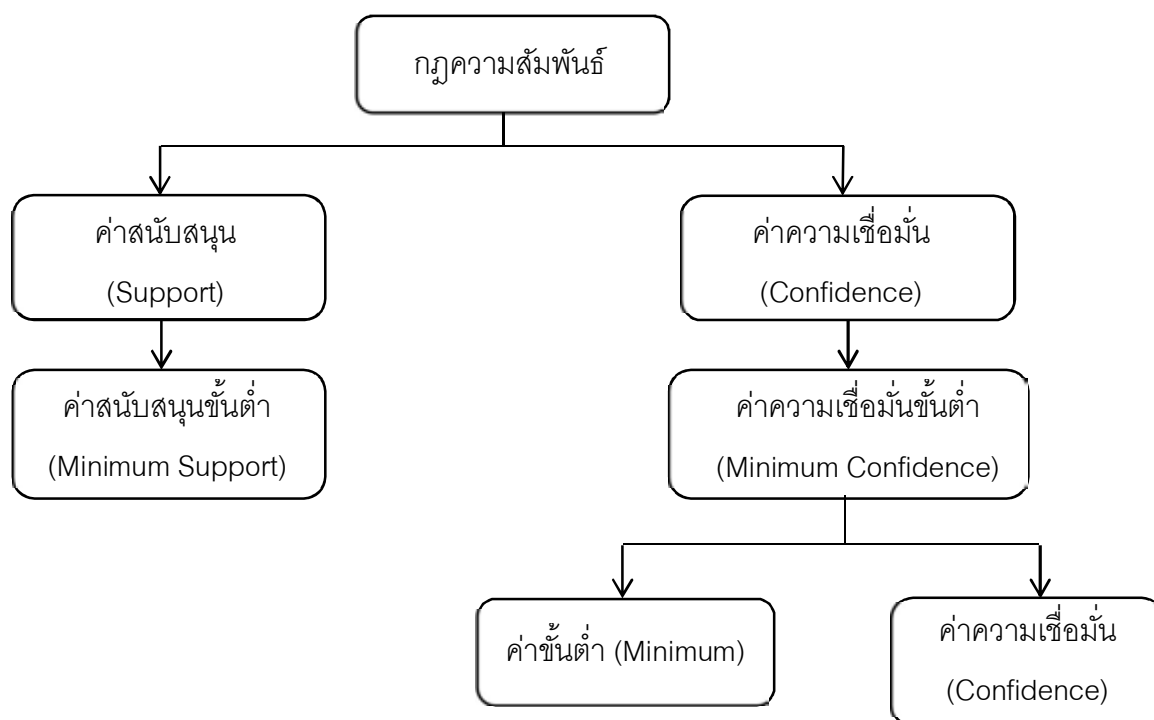 กฎความสัมพันธ์
ค่าสนับสนุน
(Support)
ค่าความเชื่อมั่น
(Confidence)
ค่าสนับสนุนขั้นต่ำ
(Minimum Support)
ค่าความเชื่อมั่นขั้นต่ำ
(Minimum Confidence)
ค่าขั้นต่ำ (Minimum)
ค่าความเชื่อมั่น
(Confidence)